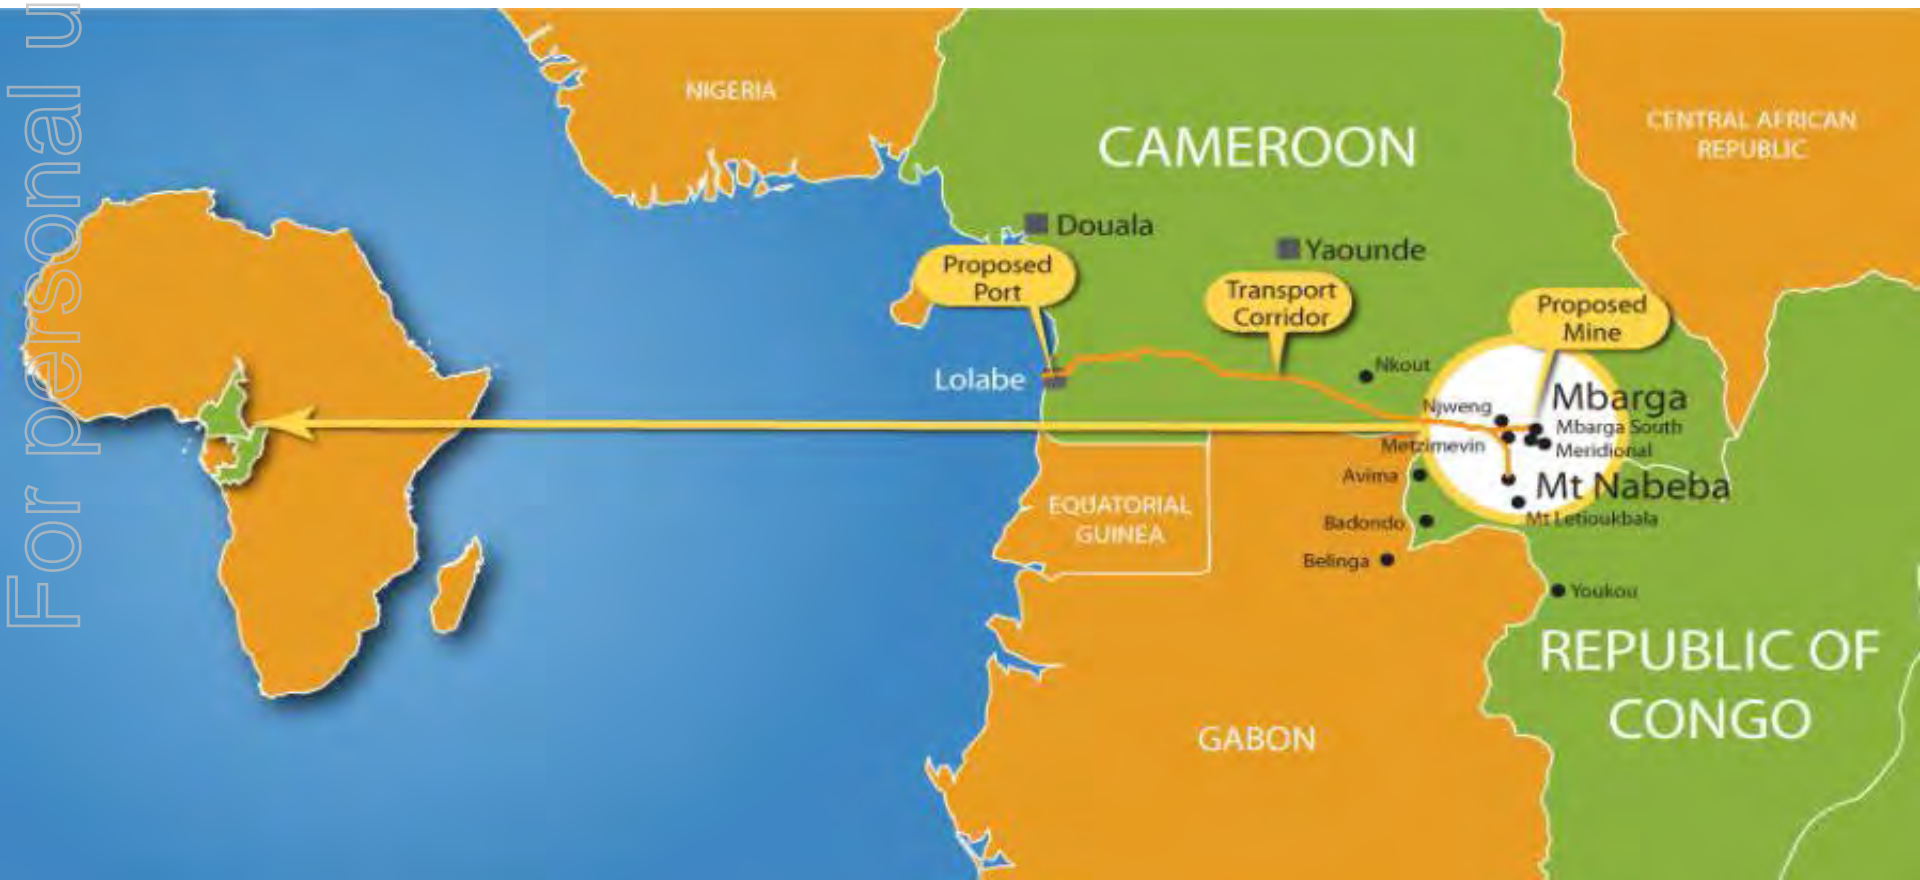 For personal u
NIGERIA
CAMEROON
CENTRAL AFRICAN
REPUBLIC
Douala
Yaounde
Proposed
Port
Transport
Corridor
Proposed
Mine
Lolabe
Nkout
Njweng
Mbarga
Mbarga South
Metzimevin
Meridional
Avima
Mt Nabeba
EQUATORIAL
GUINEA
Badondo
Mt Letioukbala
Belinga
Youkou
REPUBLIC OF
CONGO
GABON